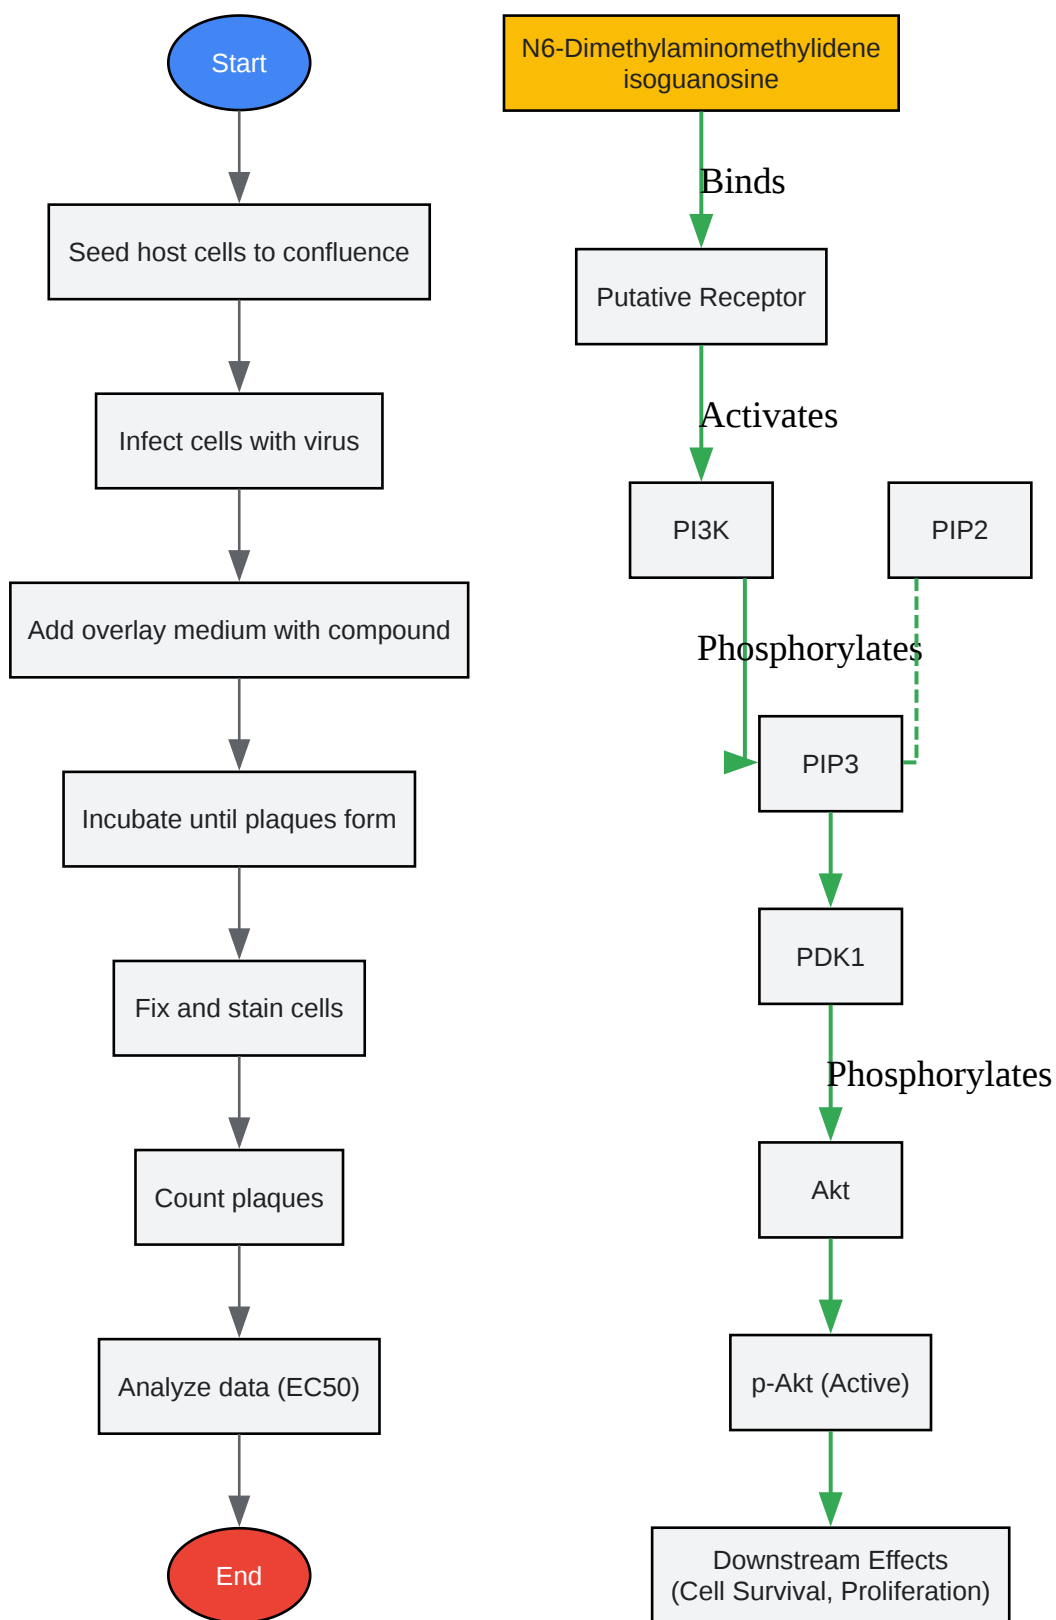 Start
Seed host cells to confluence
Infect cells with virus
Add overlay medium with compound
Incubate until plaques form
Fix and stain cells
Count plaques
Analyze data (EC50)
End
N6-Dimethylaminomethylidene
isoguanosine
Binds
Putative Receptor
Activates
PI3K
PIP2
Phosphorylates
PIP3
PDK1
Phosphorylates
Akt
p-Akt (Active)
Downstream Effects
(Cell Survival, Proliferation)